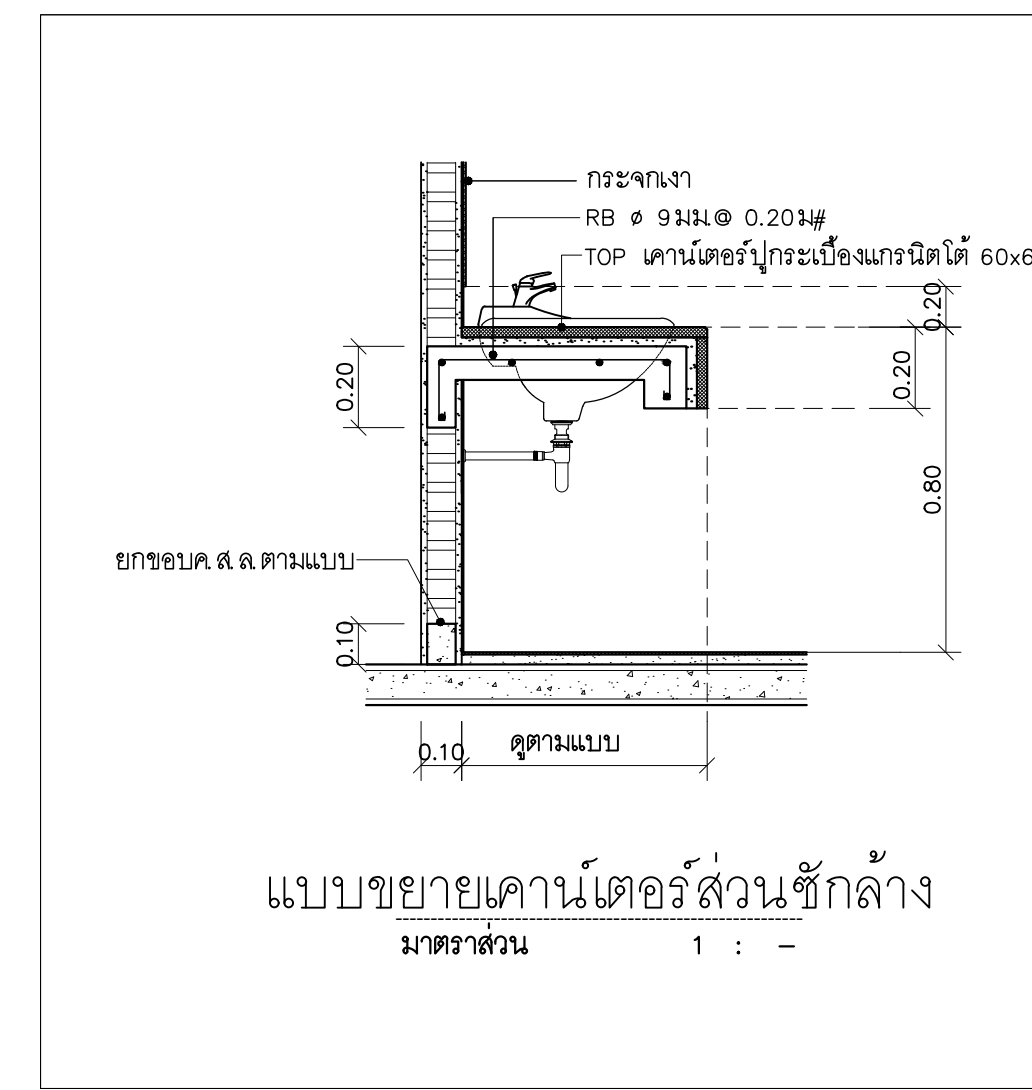 กระจกเงา
RB ø 9มม.@ 0.20ม#
TOP เคาน์เตอร์ปูกระเบื้องแกรนิตโต้ 60x6
0.20
0.20
0.20
0.80
ยกขอบค.ส.ล.ตามแบบ
0.10
0.10
ดูตามแบบ
แบบขยายเคาน์เตอร์ส่วนซักล้าง
มาตราส่วน 1 : –